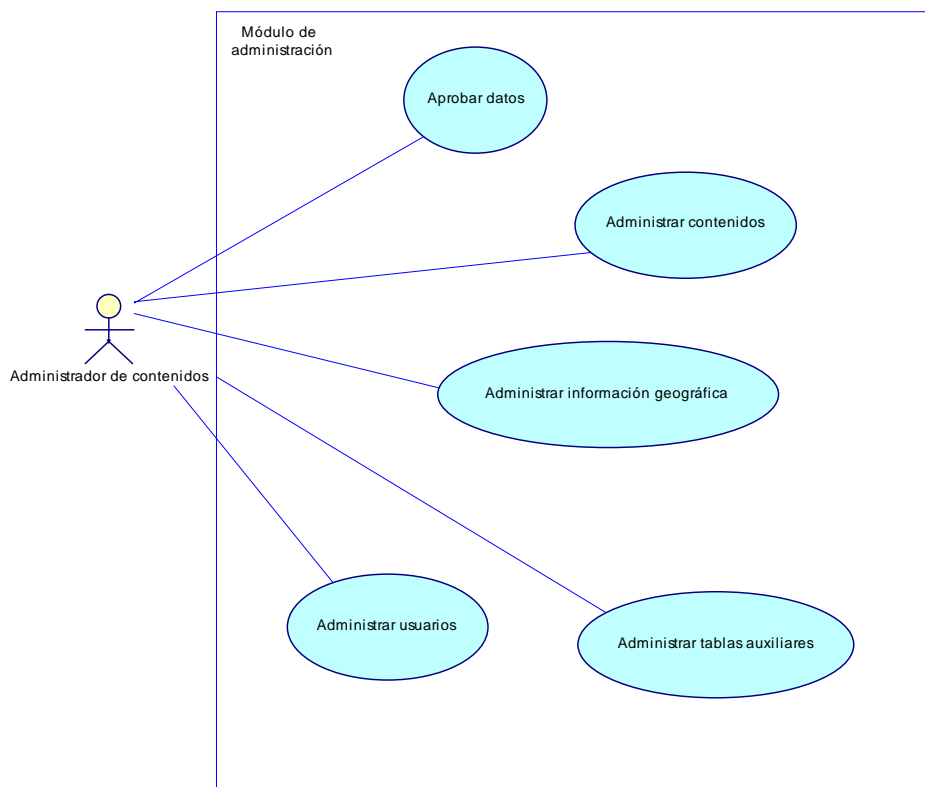 Módulo de
administración
Aprobar datos
Administrar contenidos
Administrador de contenidos
Administrar información geográfica
Administrar usuarios
Administrar tablas auxiliares